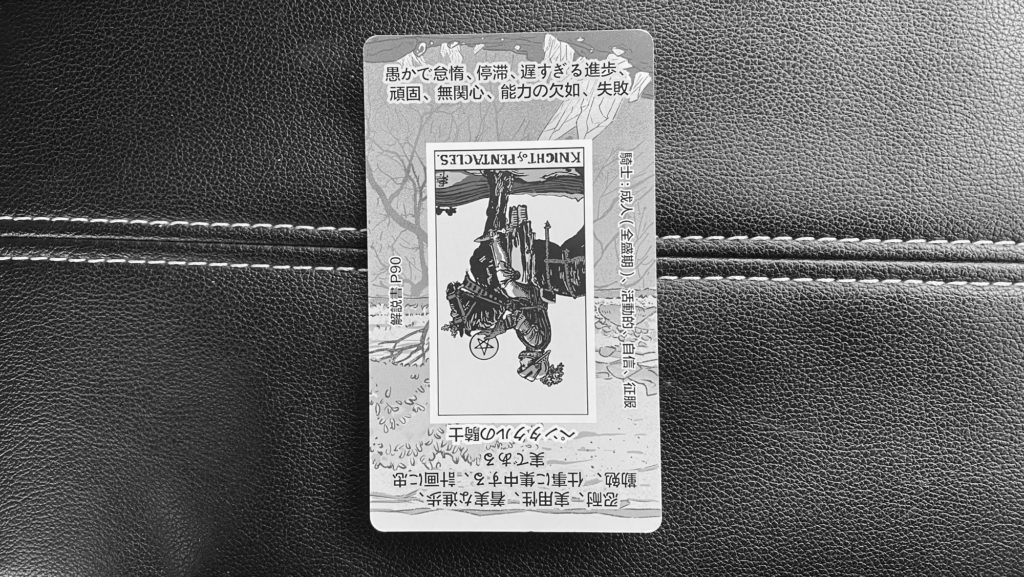 愚かで怠惰、停滞、遅すぎる進歩、
頑固、無関心、能力の欠如、失敗
KNIGHT of PENTACLES.
騎士：成人（全盛期）、活動的、自信、征服
解説書 P90
ペンタクルの騎士
忍耐、実用性、着実な進歩、
勤勉、仕事に集中する、計画に忠
実である